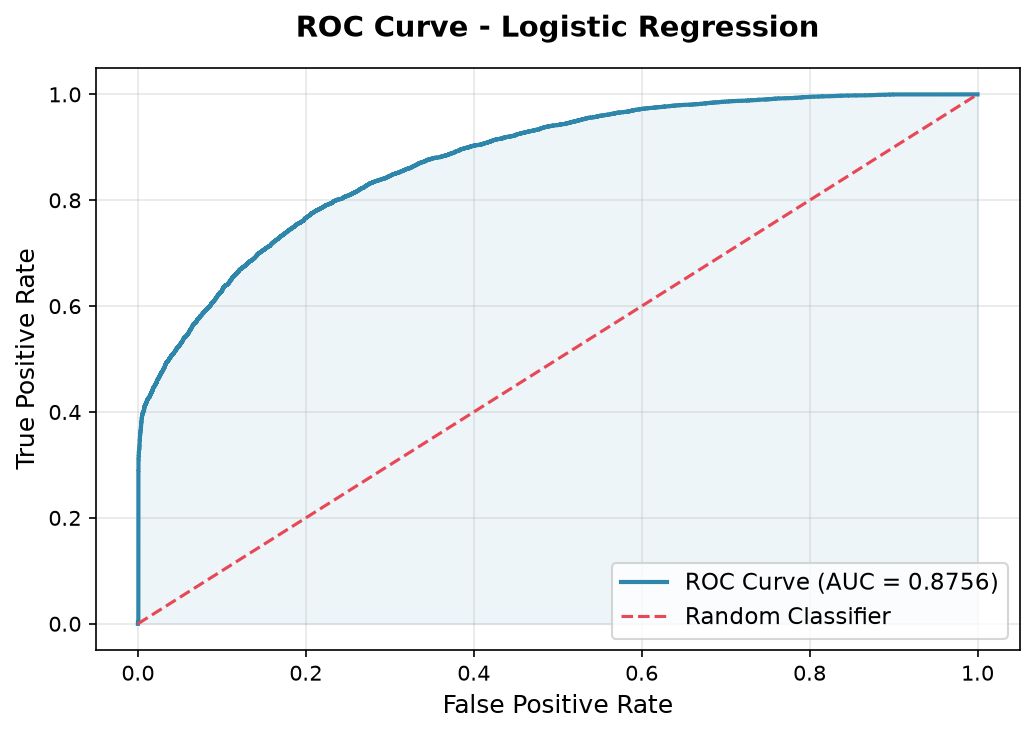 ROC Curve - Logistic Regression
True Positive Rate
1.0
0.8
0.6
0.4
0.2
0.0
ROC Curve (AUC = 0.8756)
Random Classifier
0.0 0.2 0.4 0.6 0.8 1.0
False Positive Rate